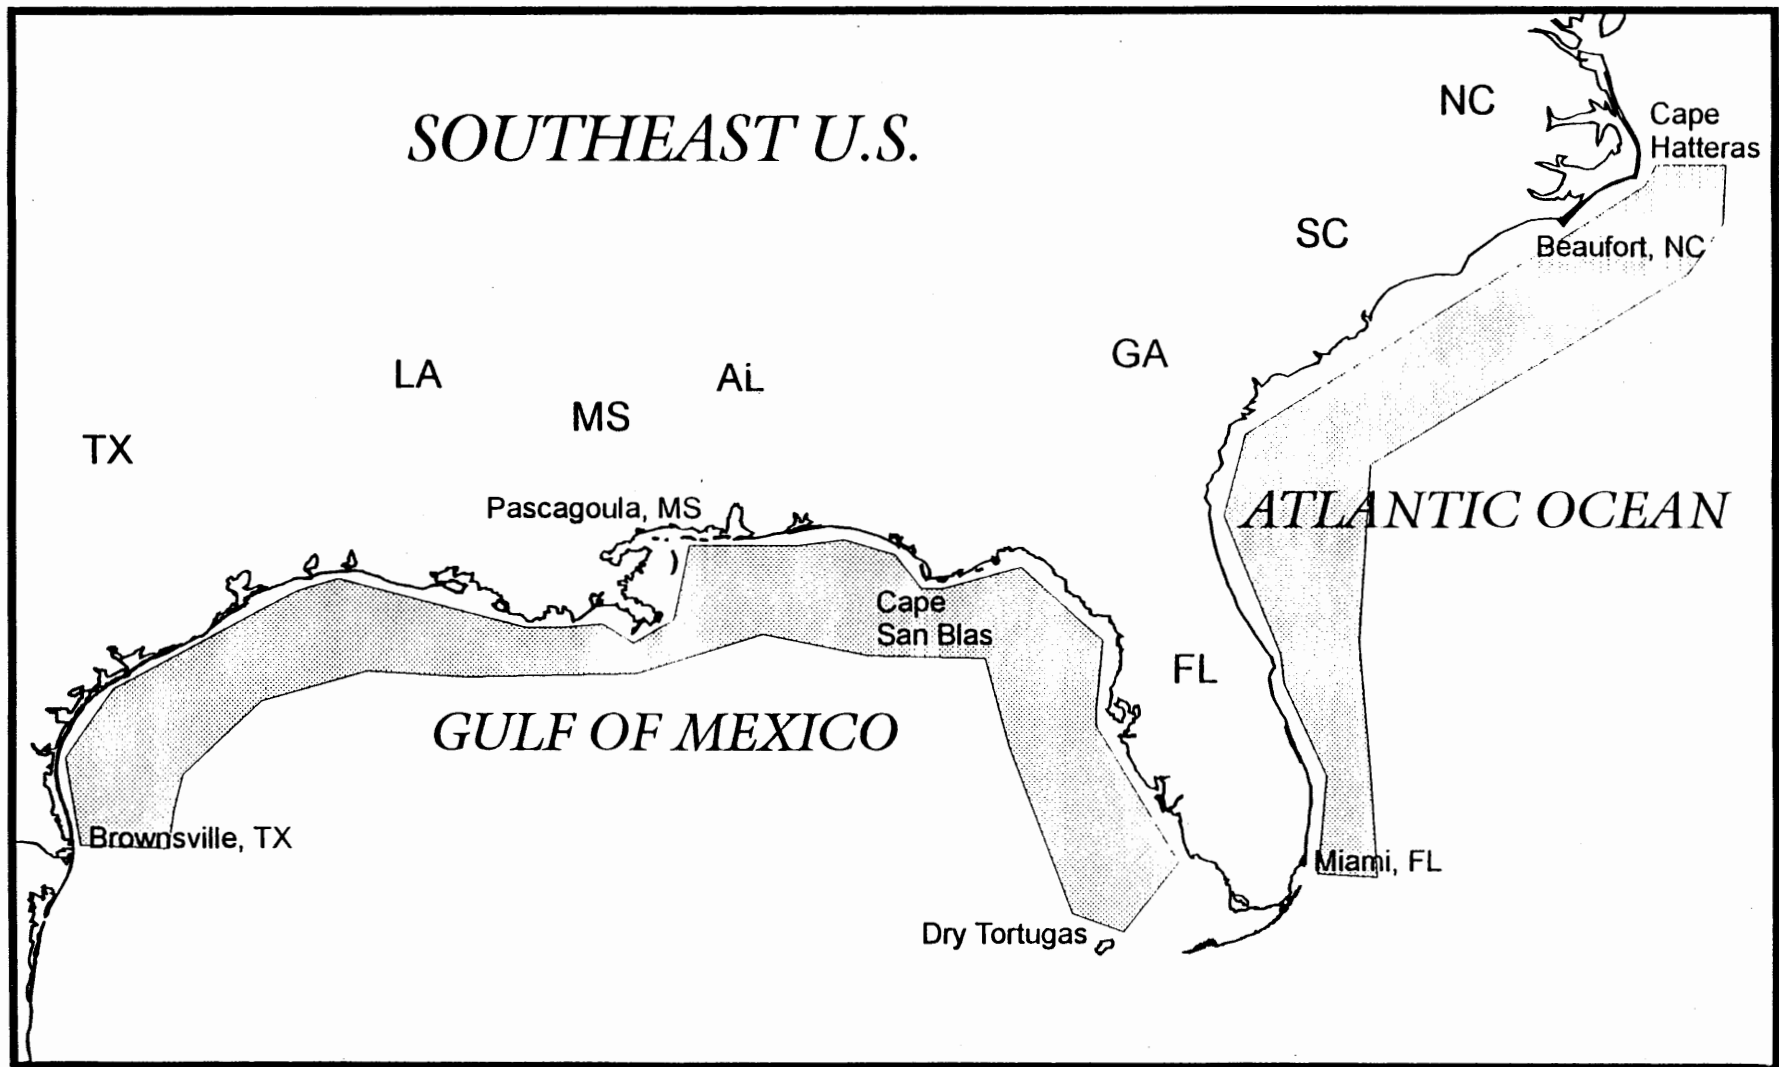 SOUTHEAST U.S.
NC
Cape
Hatteras
SC
Beaufort, NC
GA
LA
AL
MS
TX
Pascagoula, MS
ATLANTIC OCEAN
Cape
San Blas
FL
GULF OF MEXICO
Brownsville, TX
Miami, FL
Dry Tortugas